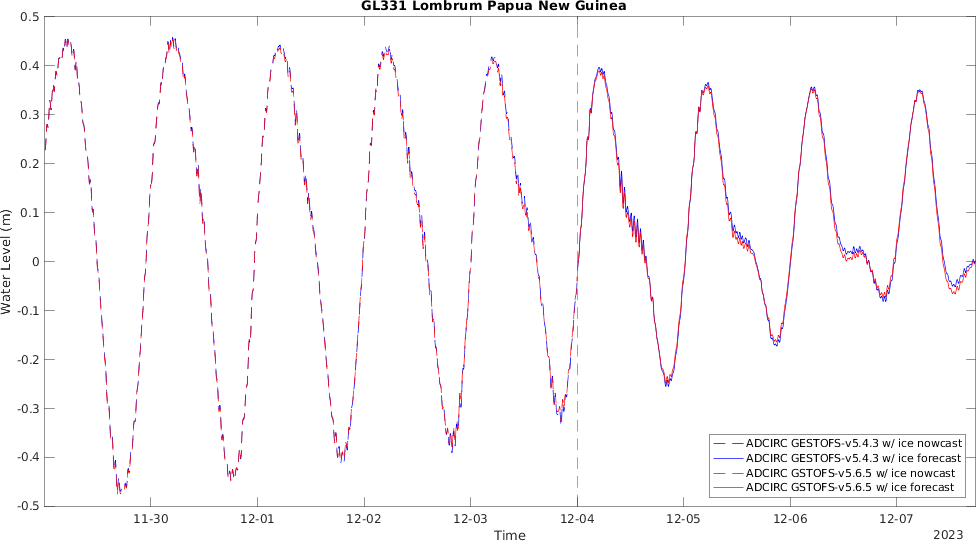 GL331 Lombrum Papua New Guinea
0.5
0.4
0.3
0.2
0.1
0
-0.1
-0.2
-0.3
-0.4
-0.5
Water Level (m)
ADCIRC GESTOFS-v5.4.3 w/ ice nowcast
ADCIRC GESTOFS-v5.4.3 w/ ice forecast
ADCIRC GSTOFS-v5.6.5 w/ ice nowcast
ADCIRC GSTOFS-v5.6.5 w/ ice forecast
11-30 12-01 12-02 12-03 12-04 12-05 12-06 12-07
Time
2023